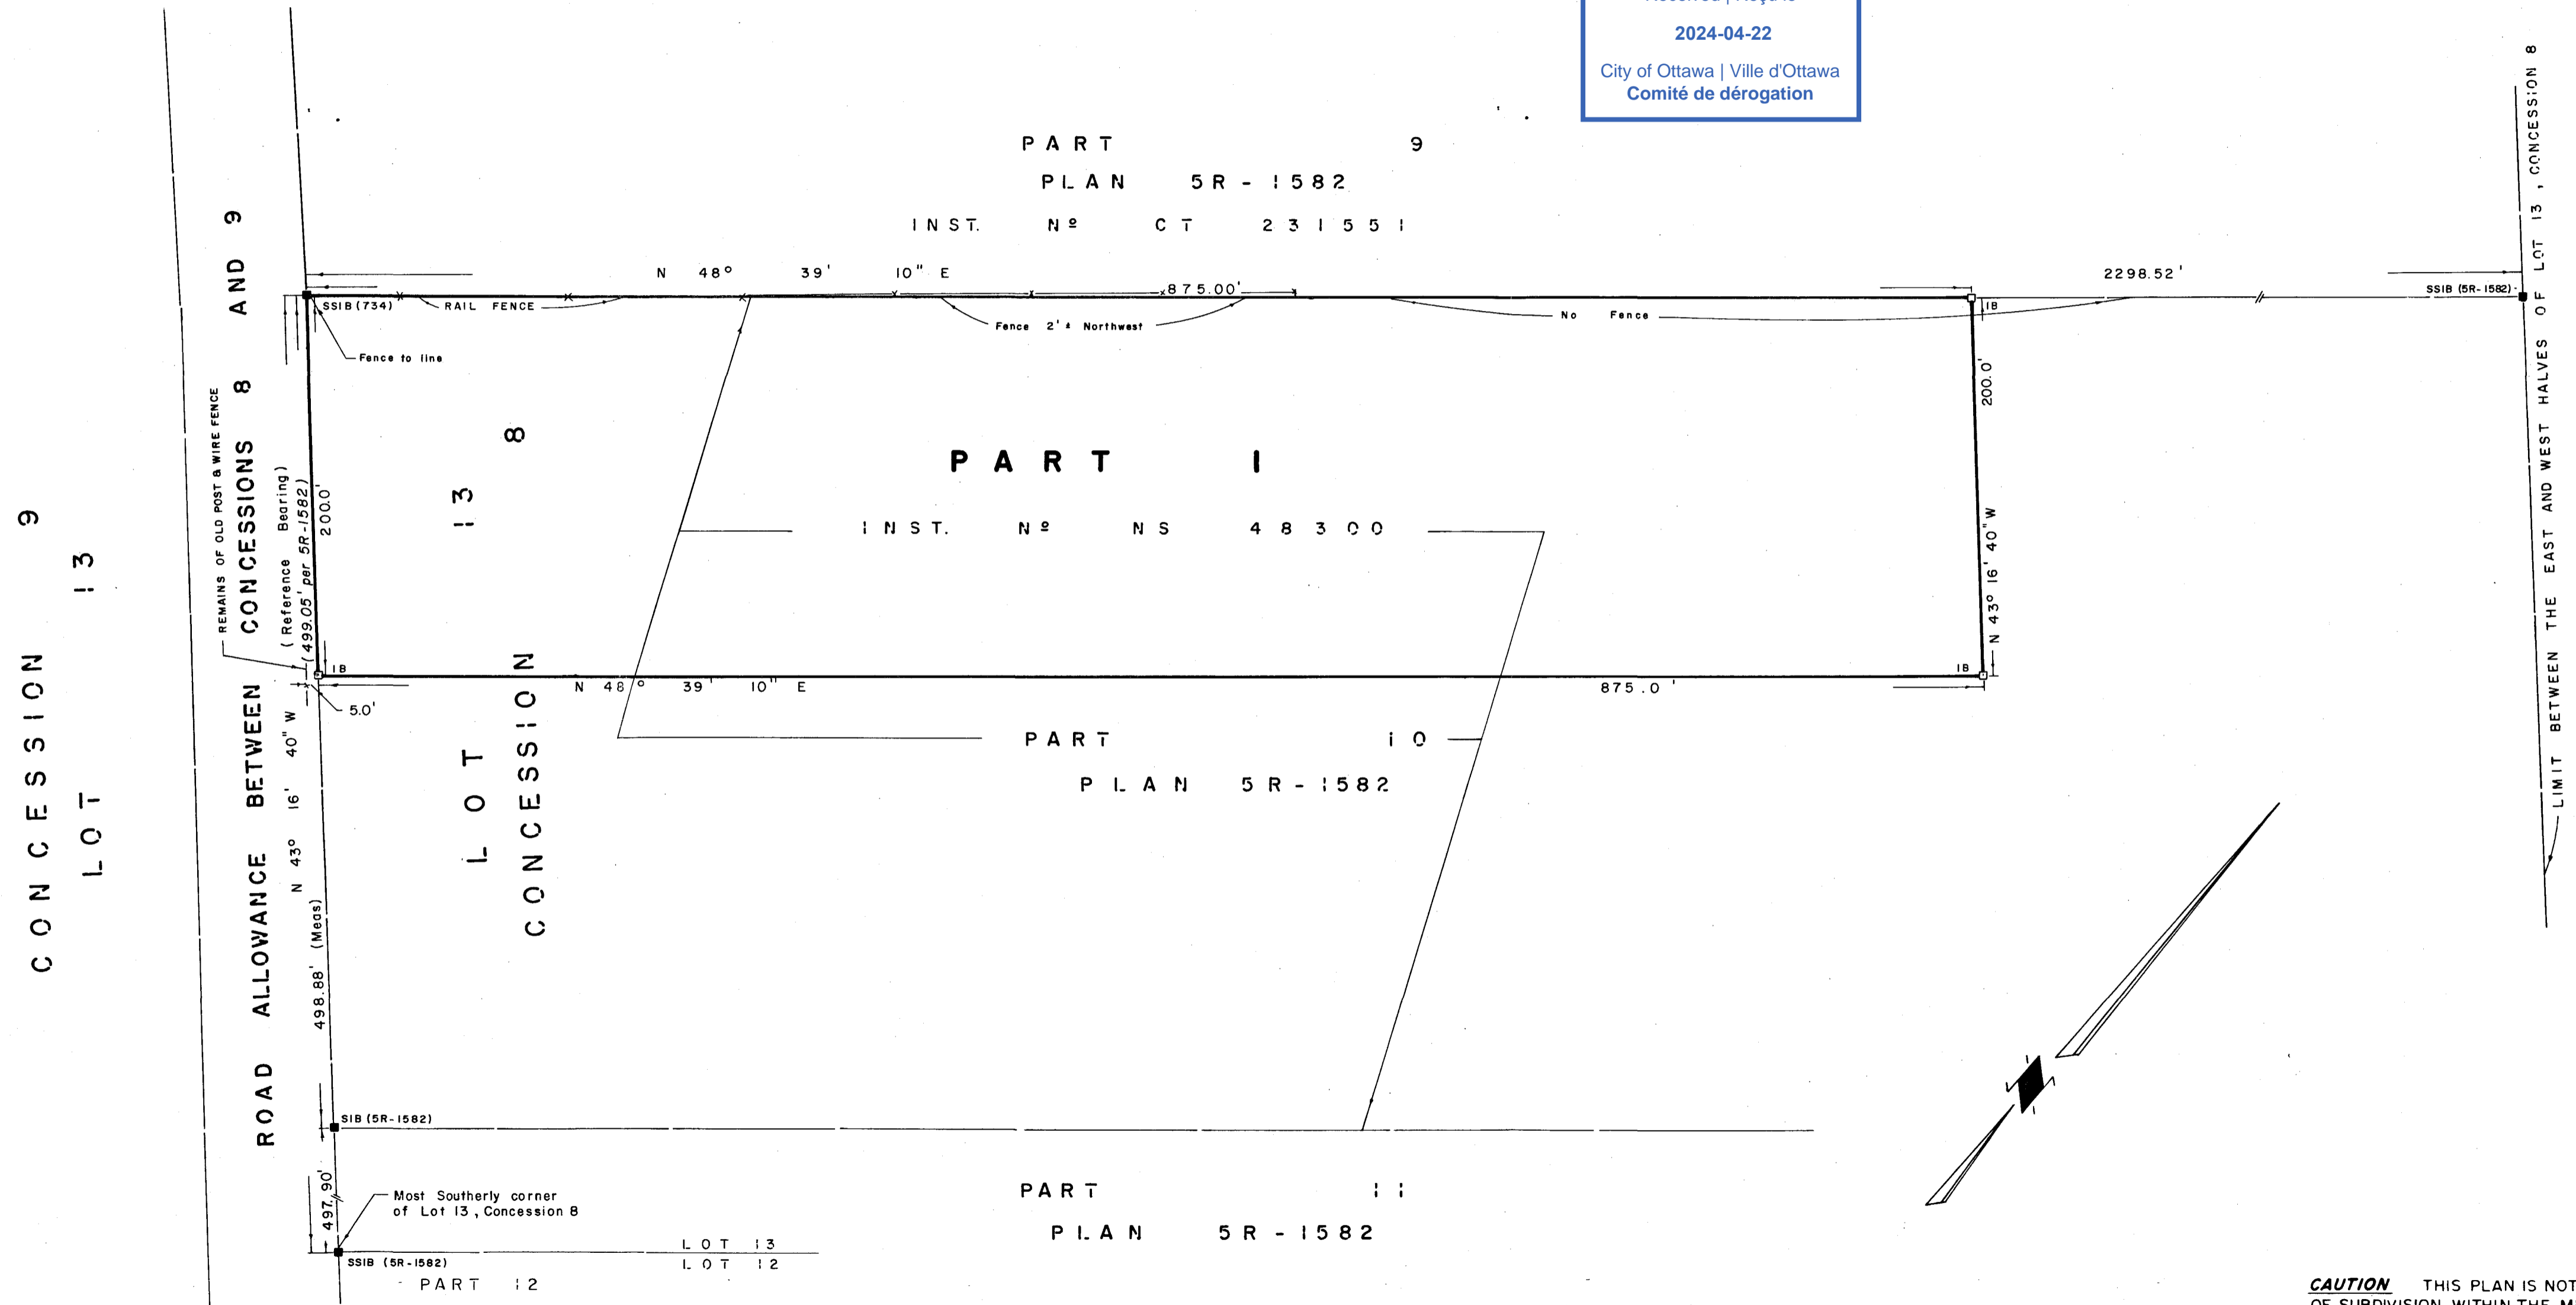 2024-04-22
City of Ottawa | Ville d'Ottawa
Comité de dérogation
PART 9
PLAN 5R-1582
INST. Nº CT 231551
N 48° 39' 10" E
875.00'
2298.52'
SSIB (734)
RAIL FENCE
Fence 2'± Northwest
No Fence
IB
SSIB (5R-1582)
Fence to line
200.0'
PART 1
INST. Nº NS 48300
200.0'
N 43° 16' 40" W
IB
IB
N 48° 39' 10" E
875.0'
5.0'
PART 10
PLAN 5R-1582
LOT 13
CONCESSION 8
CONCESSION 9
LOT 13
ROAD ALLOWANCE BETWEEN CONCESSIONS 8 AND 9
REMAINS OF OLD POST & WIRE FENCE
(Reference Bearing)
(499.05' per 5R-1582)
N 43° 16' 40" W
498.88' (Meas)
SIB (5R-1582)
497.90'
Most Southerly corner
of Lot 13, Concession 8
SSIB (5R-1582)
LOT 13
LOT 12
PART 12
PART 11
PLAN 5R-1582
LIMIT BETWEEN THE EAST AND WEST HALVES OF LOT 13, CONCESSION 8
CAUTION THIS PLAN IS NOT